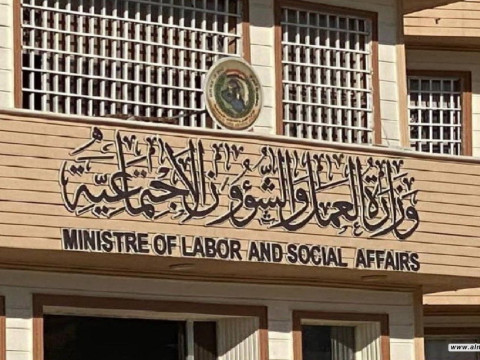 وزارة العمل والشؤون الاجتماعية
MINISTRE OF LABOR AND SOCIAL AFFAIRS